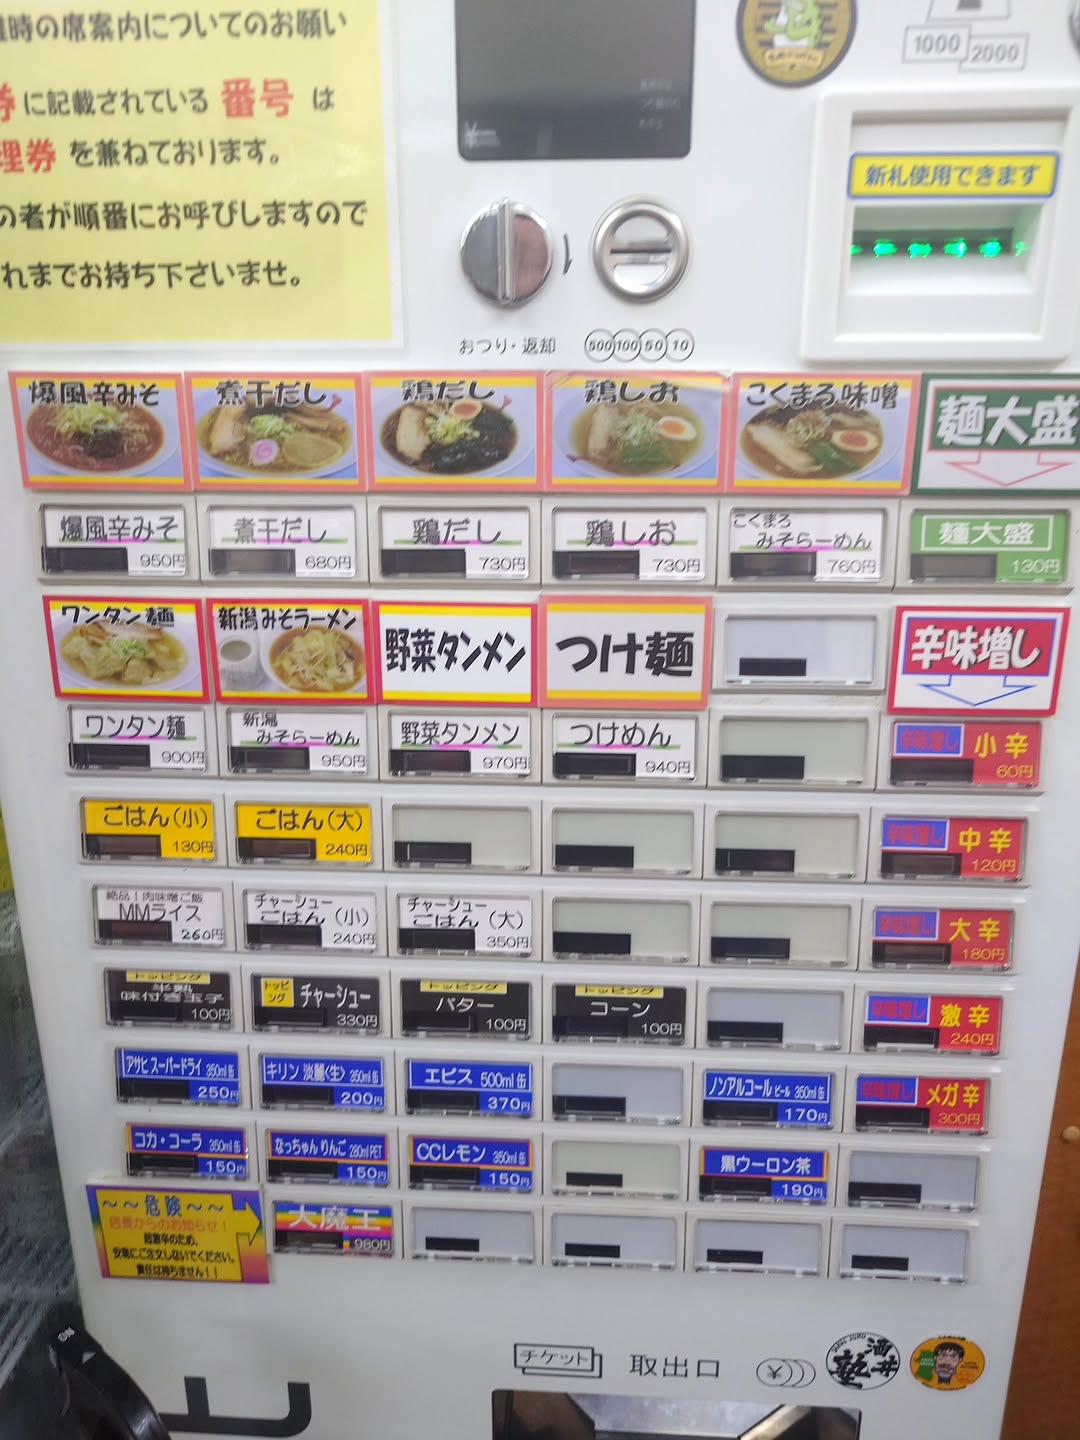 時の席案内についてのお願い
券に記載されている 番号 は
理券 を兼ねております。
の者が順番にお呼びしますので
れまでお持ち下さいませ。
1000
2000
新札使用できます
おつり・返却
500 100 50 10
爆風辛みそ
煮干だし
鶏だし
鶏しお
こくまろ味噌
麺大盛
爆風辛みそ
950円
煮干だし
680円
鶏だし
730円
鶏しお
730円
こくまろ
みそらーめん
760円
麺大盛
130円
ワンタン麺
新潟みそラーメン
野菜タンメン
つけ麺
辛味増し
ワンタン麺
900円
新潟
みそらーめん
950円
野菜タンメン
970円
つけめん
940円
辛味増し 小辛
60円
ごはん(小)
130円
ごはん(大)
240円
辛味増し 中辛
120円
絶品!肉味噌ご飯
MMライス
260円
チャーシュー
ごはん(小)
240円
チャーシュー
ごはん(大)
350円
辛味増し 大辛
180円
トッピング
半熟
味付き玉子
100円
トッピング
チャーシュー
330円
トッピング
バター
100円
トッピング
コーン
100円
辛味増し 激辛
240円
アサヒ スーパードライ 350ml缶
250円
キリン 淡麗〈生〉 350ml缶
200円
エビス 500ml缶
370円
ノンアルコールビール 350ml缶
170円
辛味増し メガ辛
300円
コカ・コーラ 350ml缶
150円
なっちゃん りんご 280ml PET
150円
CCレモン 350ml缶
150円
黒ウーロン茶
190円
~~危険~~
店長からのお知らせ!
超激辛のため、
安易にご注文しないでください。
責任は持ちません!!
大魔王
980円
チケット 取出口
¥